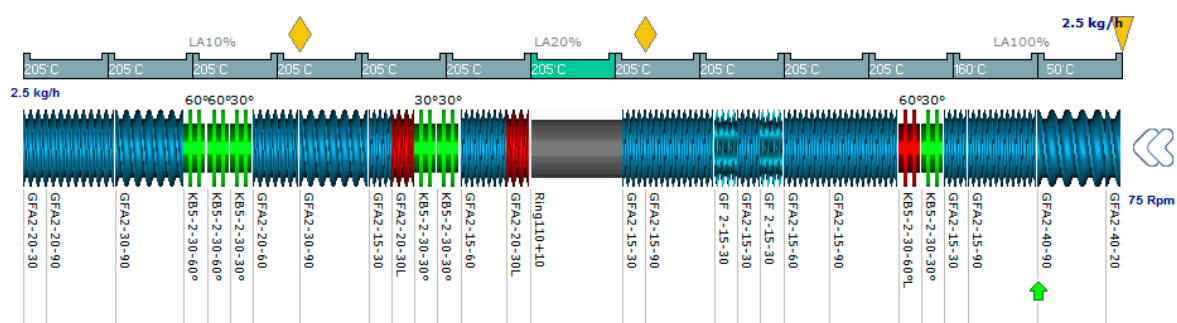 2.5 kg/h
LA10% LA20% LA100%
205°C 205°C 205°C 205°C 205°C 205°C 205°C 205°C 205°C 205°C 205°C 160°C 50°C
2.5 kg/h
60°60°30° 30°30° 60°30°
75 Rpm
GFA2-20-30
GFA2-20-90
GFA2-30-90
KB5-2-30-60°
KB5-2-30-60°
KB5-2-30-30°
GFA2-20-60
GFA2-30-90
GFA2-15-30
GFA2-20-30L
KB5-2-30-30°
KB5-2-30-30°
GFA2-15-60
GFA2-20-30L
Ring110+10
GFA2-15-30
GFA2-15-90
GF 2-15-30
GFA2-15-30
GF 2-15-30
GFA2-15-60
GFA2-15-90
KB5-2-30-60°L
KB5-2-30-30°
GFA2-15-30
GFA2-15-90
GFA2-40-90
GFA2-40-20